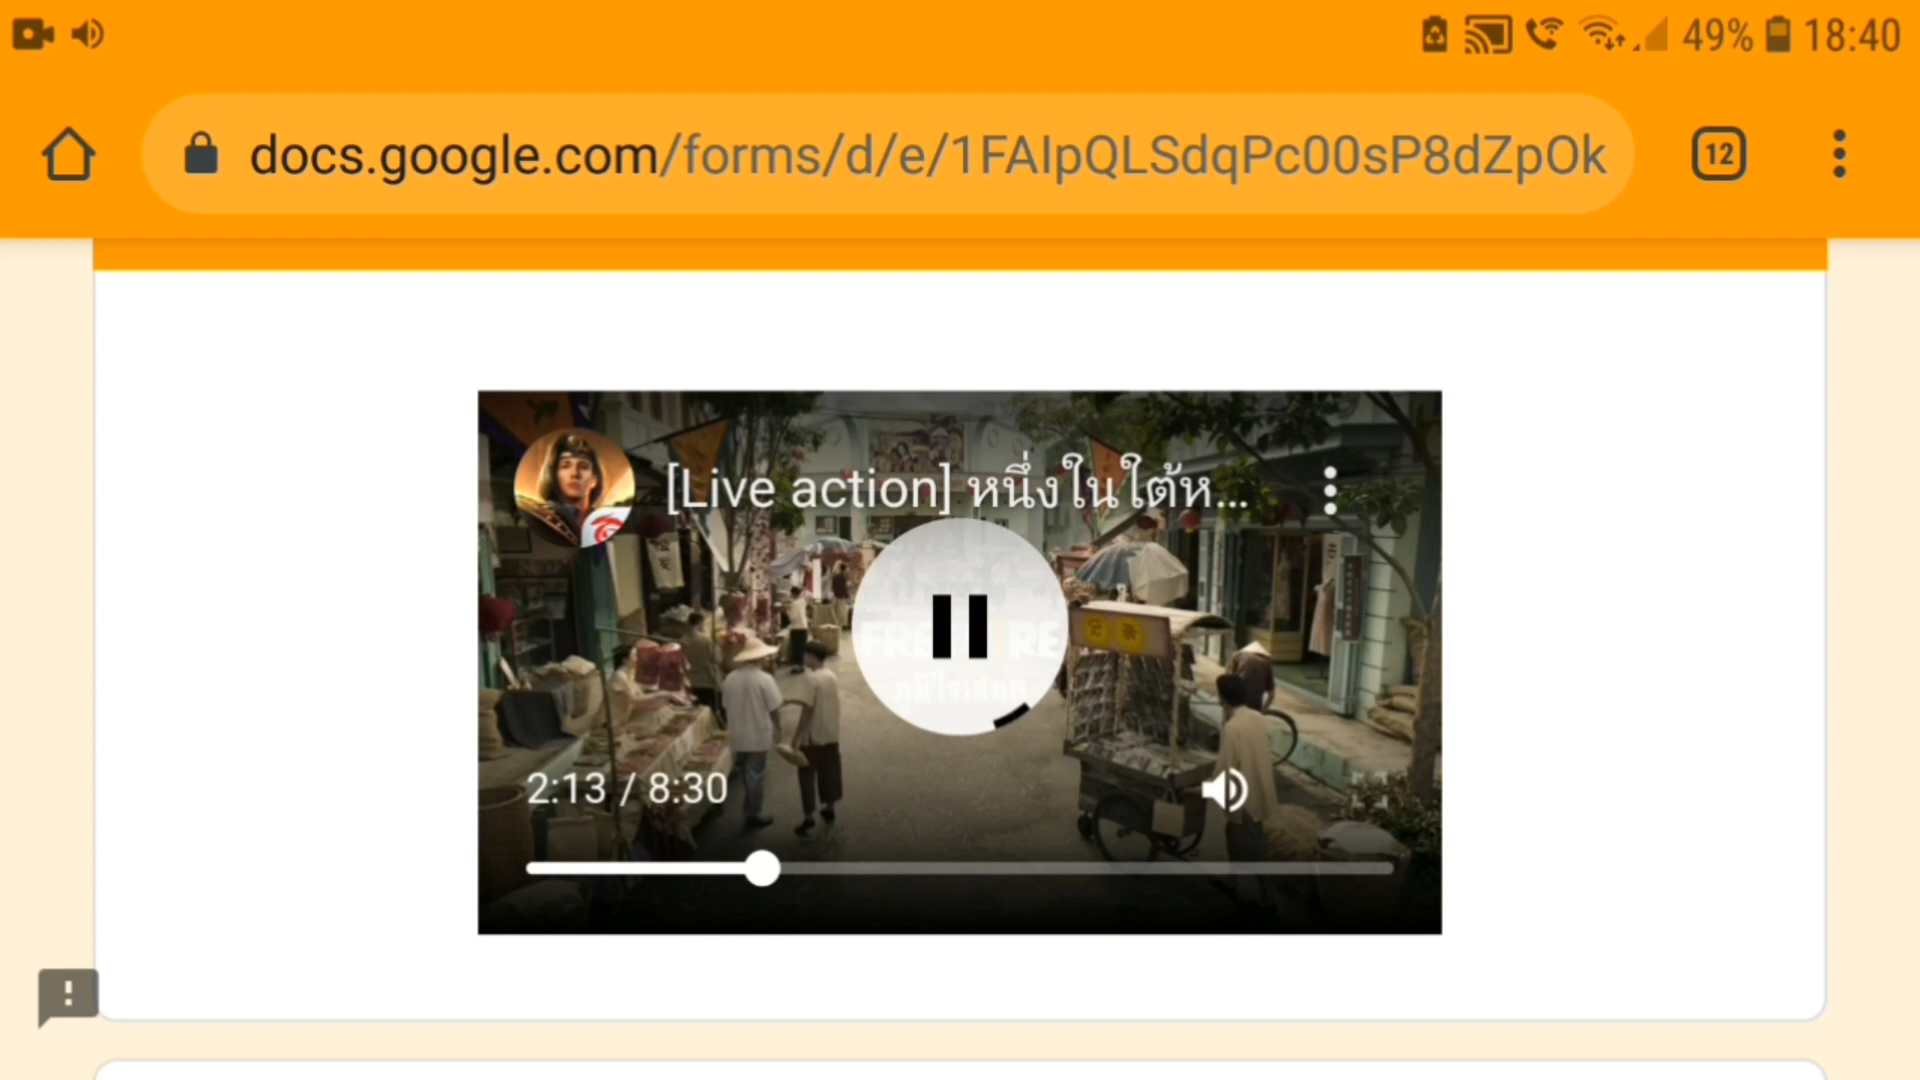 49% 18:40
docs.google.com/forms/d/e/1FAIpQLSdqPc00sP8dZpOk
12
[Live action] หนึ่งในใต้ห...
2:13 / 8:30